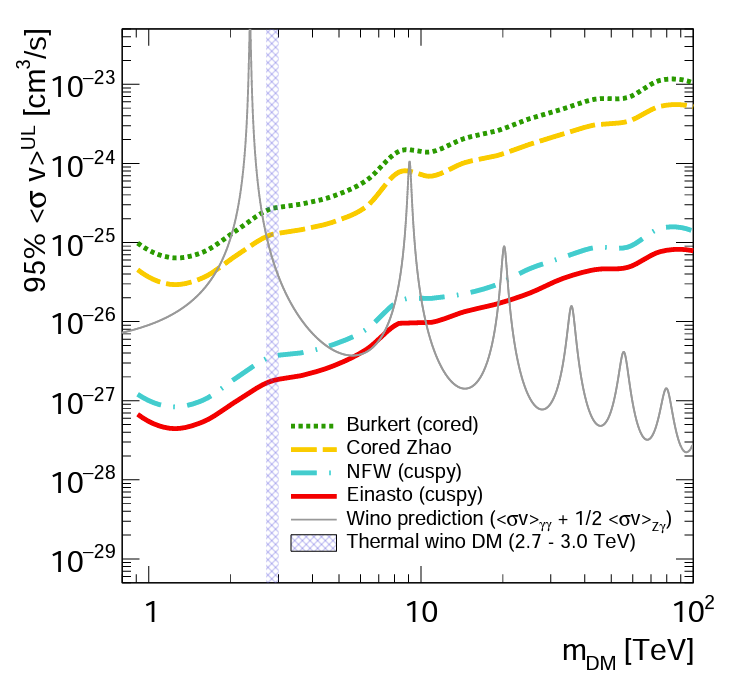 95% <σ v>^UL [cm³/s]
10⁻²³
10⁻²⁴
10⁻²⁵
10⁻²⁶
10⁻²⁷
10⁻²⁸
10⁻²⁹
Burkert (cored)
Cored Zhao
NFW (cuspy)
Einasto (cuspy)
Wino prediction (<σv>_γγ + 1/2 <σv>_Zγ)
Thermal wino DM (2.7 - 3.0 TeV)
1 10 10²
m_DM [TeV]